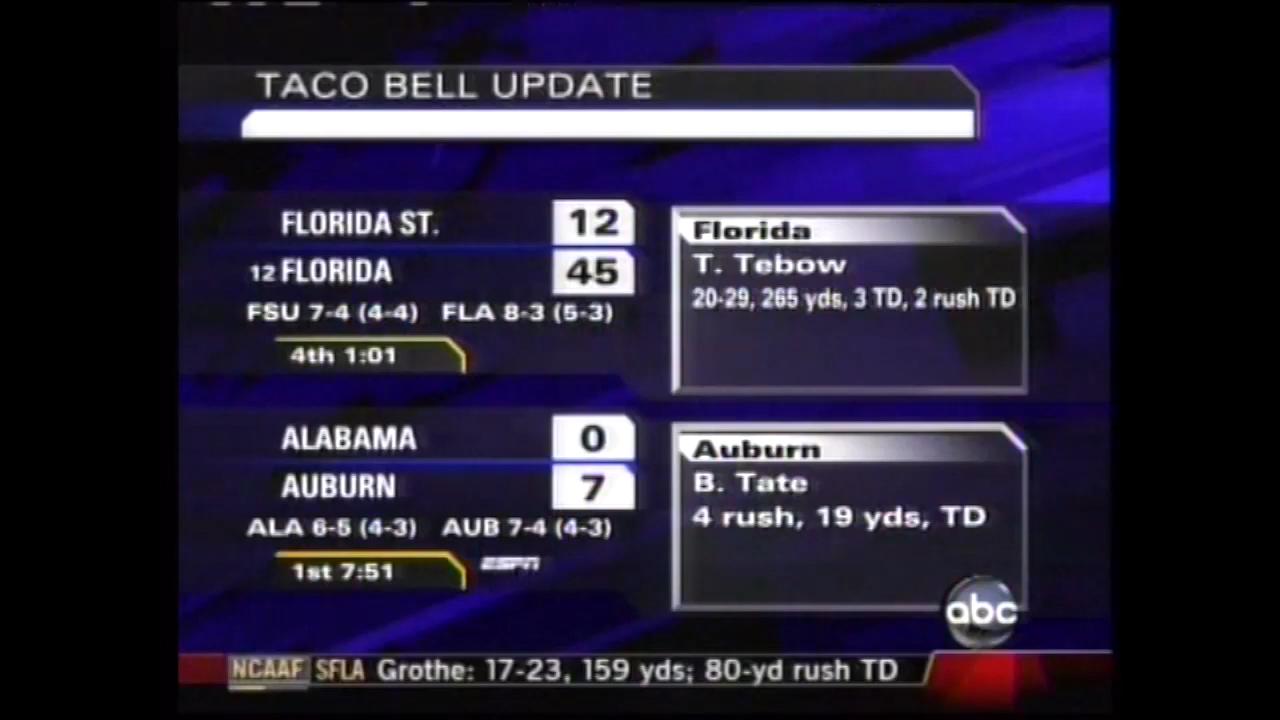 TACO BELL UPDATE
FLORIDA ST. 12
12 FLORIDA 45
FSU 7-4 (4-4) FLA 8-3 (5-3)
4th 1:01
Florida
T. Tebow
20-29, 265 yds, 3 TD, 2 rush TD
ALABAMA 0
AUBURN 7
ALA 6-5 (4-3) AUB 7-4 (4-3)
1st 7:51 ESPN
Auburn
B. Tate
4 rush, 19 yds, TD
abc
NCAAF SFLA Grothe: 17-23, 159 yds; 80-yd rush TD